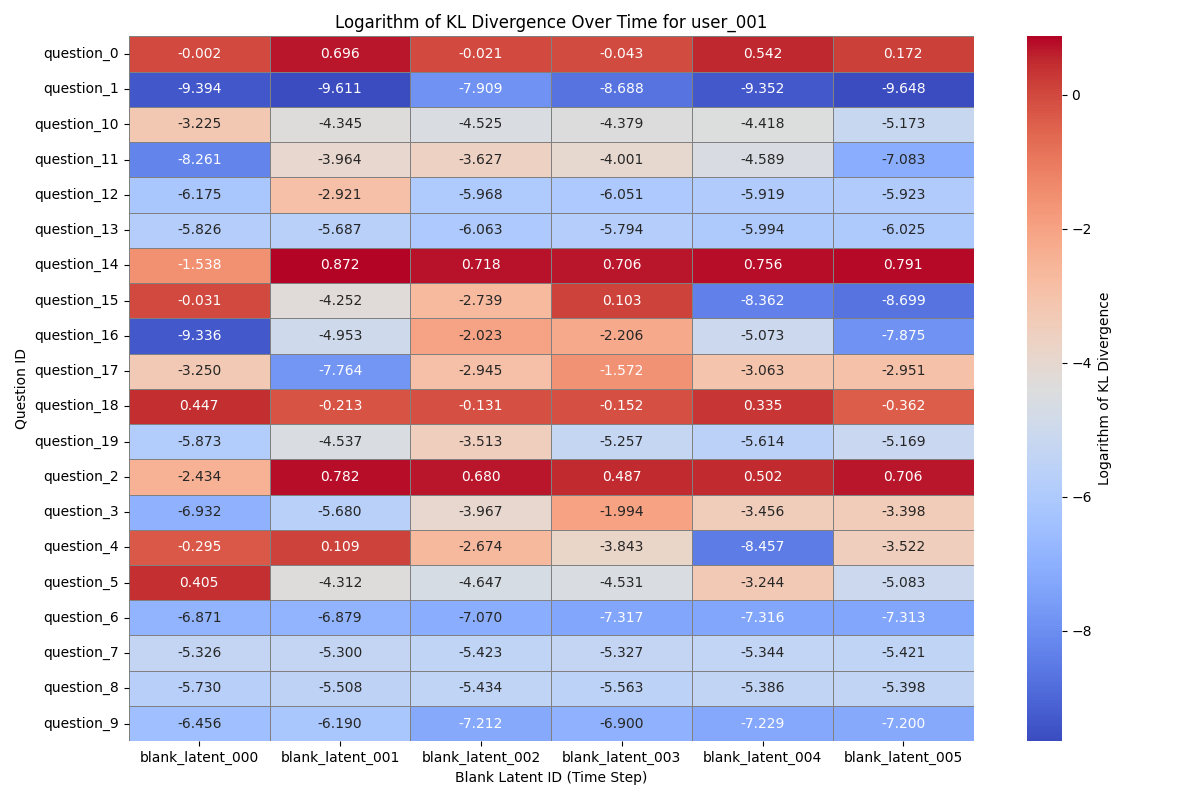 Logarithm of KL Divergence Over Time for user_001
question_0 -0.002 0.696 -0.021 -0.043 0.542 0.172
question_1 -9.394 -9.611 -7.909 -8.688 -9.352 -9.648
question_10 -3.225 -4.345 -4.525 -4.379 -4.418 -5.173
question_11 -8.261 -3.964 -3.627 -4.001 -4.589 -7.083
question_12 -6.175 -2.921 -5.968 -6.051 -5.919 -5.923
question_13 -5.826 -5.687 -6.063 -5.794 -5.994 -6.025
question_14 -1.538 0.872 0.718 0.706 0.756 0.791
question_15 -0.031 -4.252 -2.739 0.103 -8.362 -8.699
question_16 -9.336 -4.953 -2.023 -2.206 -5.073 -7.875
question_17 -3.250 -7.764 -2.945 -1.572 -3.063 -2.951
question_18 0.447 -0.213 -0.131 -0.152 0.335 -0.362
question_19 -5.873 -4.537 -3.513 -5.257 -5.614 -5.169
question_2 -2.434 0.782 0.680 0.487 0.502 0.706
question_3 -6.932 -5.680 -3.967 -1.994 -3.456 -3.398
question_4 -0.295 0.109 -2.674 -3.843 -8.457 -3.522
question_5 0.405 -4.312 -4.647 -4.531 -3.244 -5.083
question_6 -6.871 -6.879 -7.070 -7.317 -7.316 -7.313
question_7 -5.326 -5.300 -5.423 -5.327 -5.344 -5.421
question_8 -5.730 -5.508 -5.434 -5.563 -5.386 -5.398
question_9 -6.456 -6.190 -7.212 -6.900 -7.229 -7.200
blank_latent_000 blank_latent_001 blank_latent_002 blank_latent_003 blank_latent_004 blank_latent_005
Blank Latent ID (Time Step)
Question ID
0
−2
−4
−6
−8
Logarithm of KL Divergence